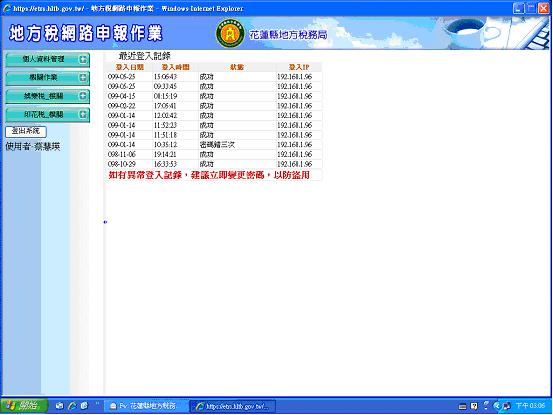 https://etrs.hltb.gov.tw/ - 地方稅網路申報作業 - Windows Internet Explorer
地方稅網路申報作業
花蓮縣地方稅務局
個人資料管理
機關作業
娛樂稅_機關
印花稅_機關
登出系統
使用者-蔡慧瑛
最近登入記錄
登入日期 登入時間 狀態 登入IP
099-05-25 15:06:43 成功 192.168.1.96
099-05-25 09:33:45 成功 192.168.1.96
099-04-15 08:15:19 成功 192.168.1.96
099-02-22 17:05:41 成功 192.168.1.96
099-01-14 12:02:42 成功 192.168.1.96
099-01-14 11:52:23 成功 192.168.1.96
099-01-14 11:51:18 成功 192.168.1.96
099-01-14 10:35:12 密碼錯三次 192.168.1.96
098-11-06 19:14:21 成功 192.168.1.96
098-10-29 16:33:53 成功 192.168.1.96
如有異常登入記錄，建議立即變更密碼，以防盜用
開始
Fw: 花蓮縣地方稅務...
https://etrs.hltb.gov.tw/...
下午 03:06